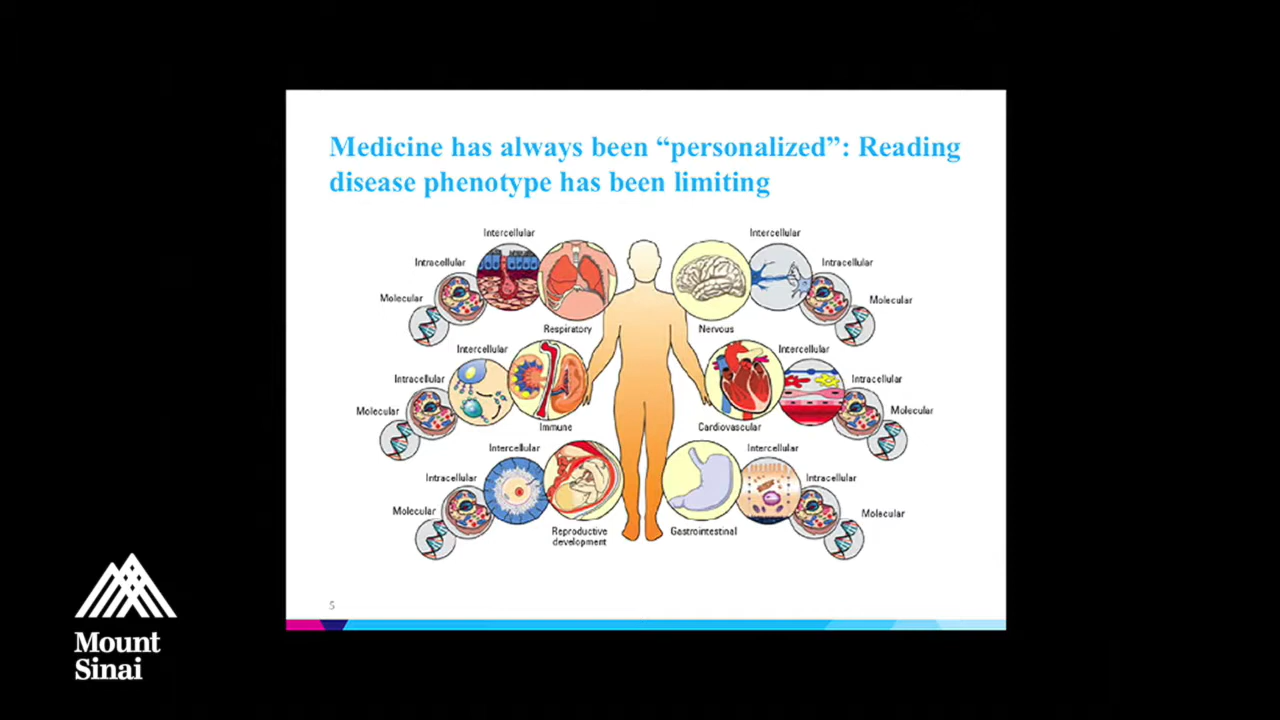 Medicine has always been “personalized”: Reading
disease phenotype has been limiting
Intercellular
Intracellular
Molecular
Respiratory
Intercellular
Intracellular
Molecular
Nervous
Intercellular
Intracellular
Molecular
Immune
Intercellular
Intracellular
Molecular
Cardiovascular
Intercellular
Intracellular
Molecular
Reproductive
development
Intercellular
Intracellular
Molecular
Gastrointestinal
5
Mount
Sinai